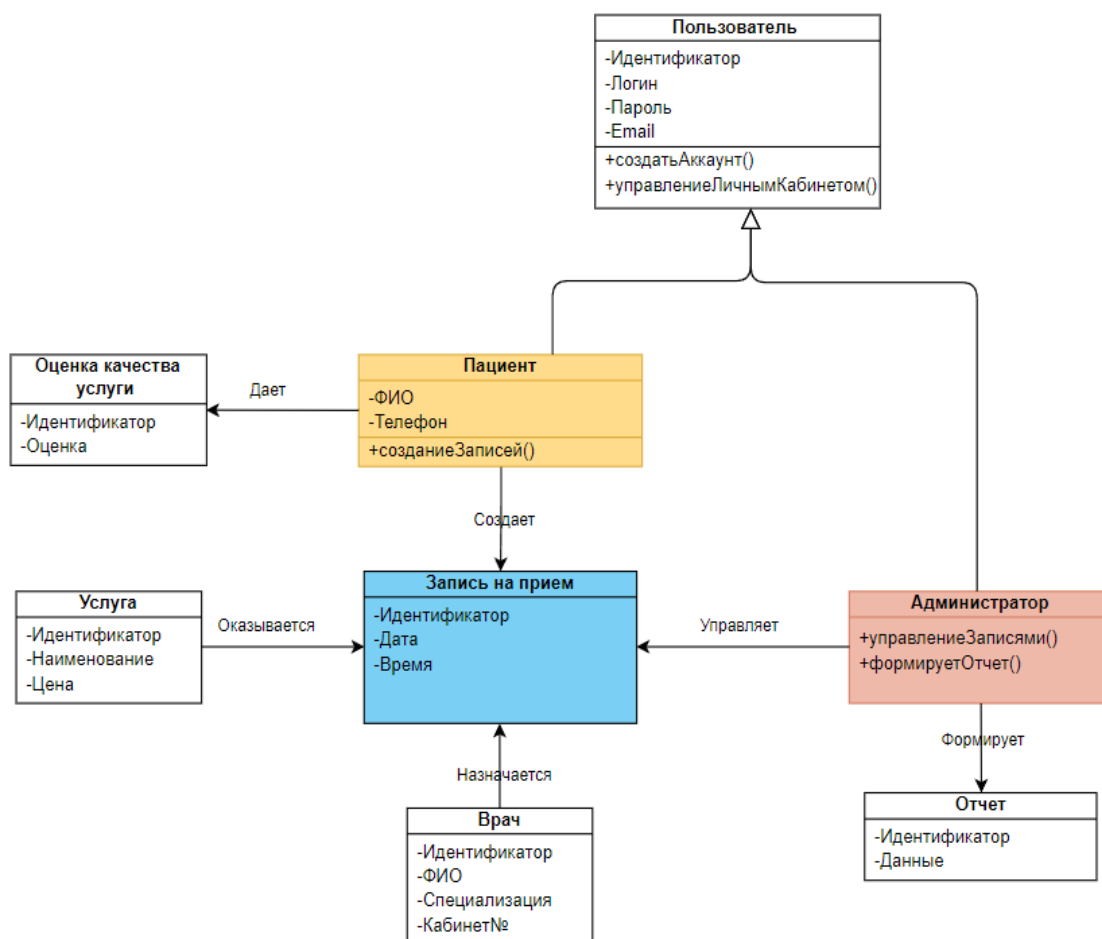 Пользователь
-Идентификатор
-Логин
-Пароль
-Email
+создатьАккаунт()
+управлениеЛичнымКабинетом()
Оценка качества
услуги
-Идентификатор
-Оценка
Дает
Пациент
-ФИО
-Телефон
+созданиеЗаписей()
Создает
Услуга
-Идентификатор
-Наименование
-Цена
Оказывается
Запись на прием
-Идентификатор
-Дата
-Время
Управляет
Администратор
+управлениеЗаписями()
+формируетОтчет()
Формирует
Назначается
Врач
-Идентификатор
-ФИО
-Специализация
-Кабинет№
Отчет
-Идентификатор
-Данные